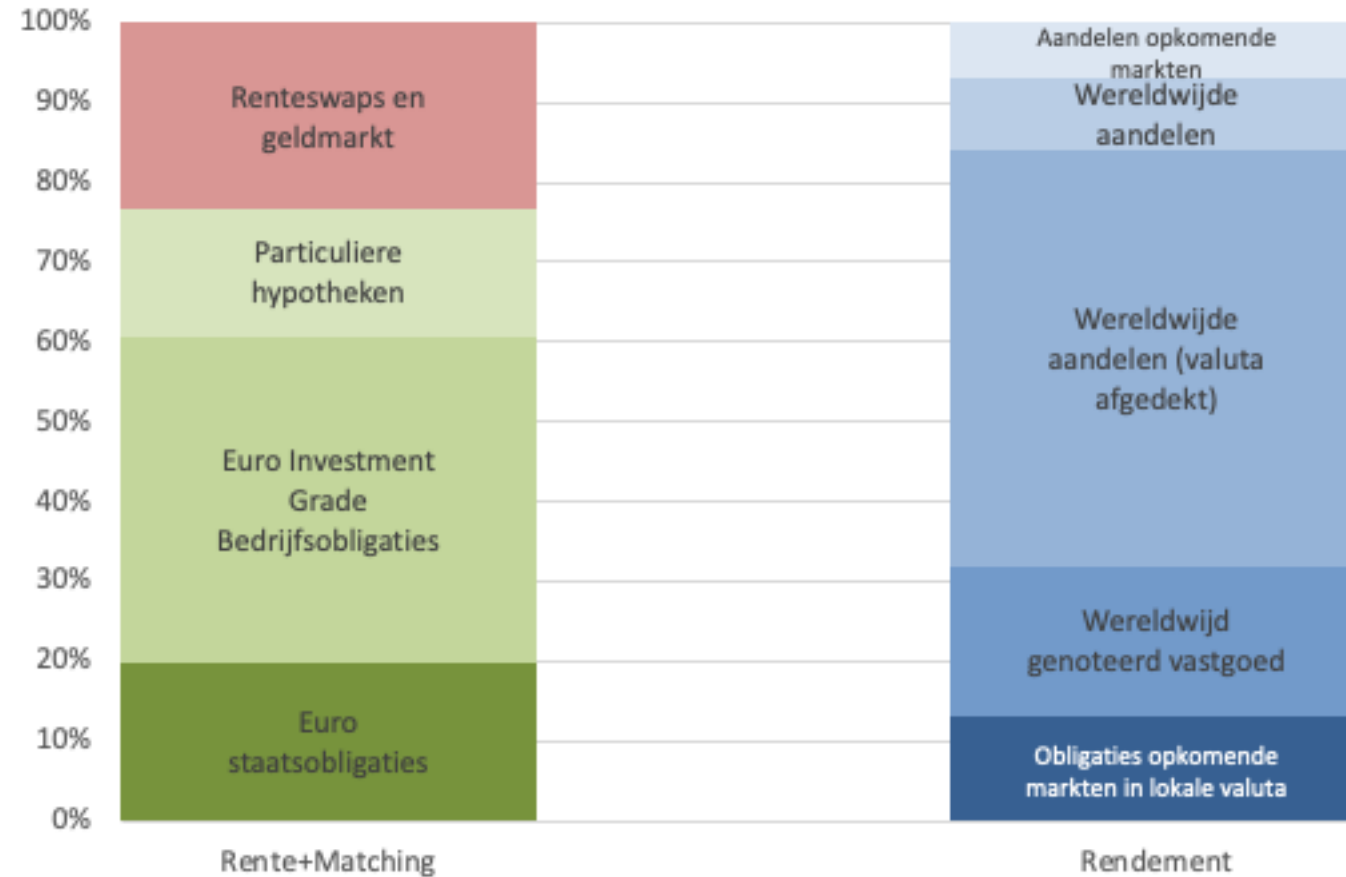 100%
90%
80%
70%
60%
50%
40%
30%
20%
10%
0%
Renteswaps en
geldmarkt
Particuliere
hypotheken
Euro Investment
Grade
Bedrijfsobligaties
Euro
staatsobligaties
Rente+Matching
Aandelen opkomende
markten
Wereldwijde
aandelen
Wereldwijde
aandelen (valuta
afgedekt)
Wereldwijd
genoteerd vastgoed
Obligaties opkomende
markten in lokale valuta
Rendement